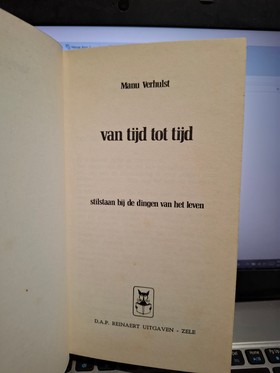 Manu Verhulst
van tijd tot tijd
stilstaan bij de dingen van het leven
D.A.P. REINAERT UITGAVEN - ZELE